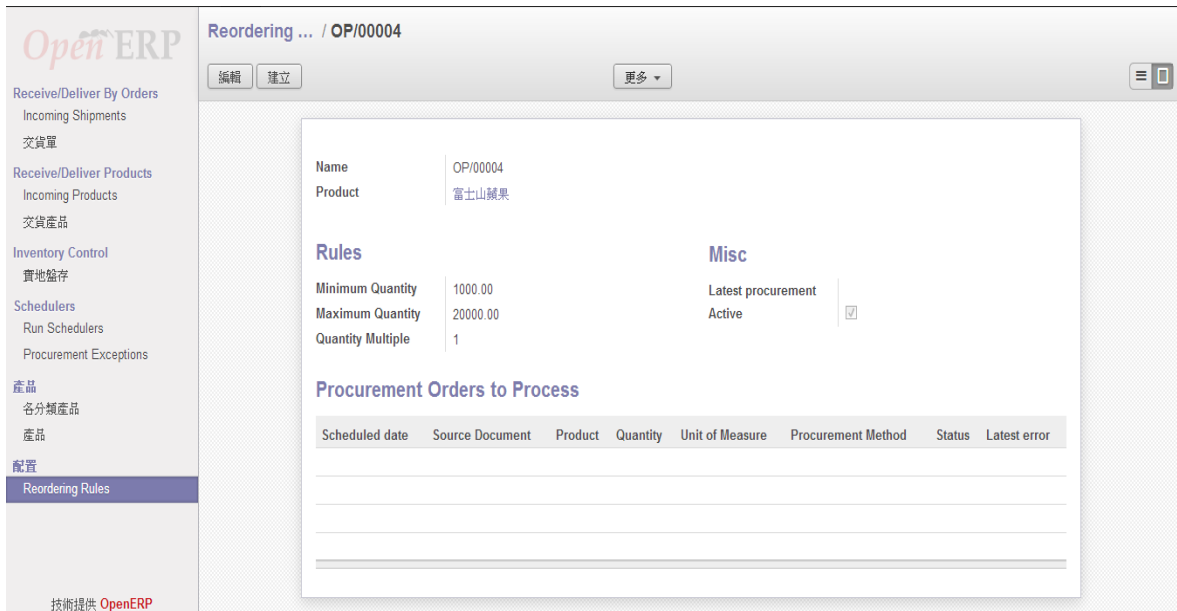 Open ERP
Receive/Deliver By Orders
Incoming Shipments
交貨單
Receive/Deliver Products
Incoming Products
交貨產品
Inventory Control
實地盤存
Schedulers
Run Schedulers
Procurement Exceptions
產品
各分類產品
產品
配置
Reordering Rules
技術提供 OpenERP
Reordering ... / OP/00004
編輯 建立 更多
Name OP/00004
Product 富士山蘋果
Rules
Minimum Quantity 1000.00
Maximum Quantity 20000.00
Quantity Multiple 1
Misc
Latest procurement
Active
Procurement Orders to Process
Scheduled date Source Document Product Quantity Unit of Measure Procurement Method Status Latest error